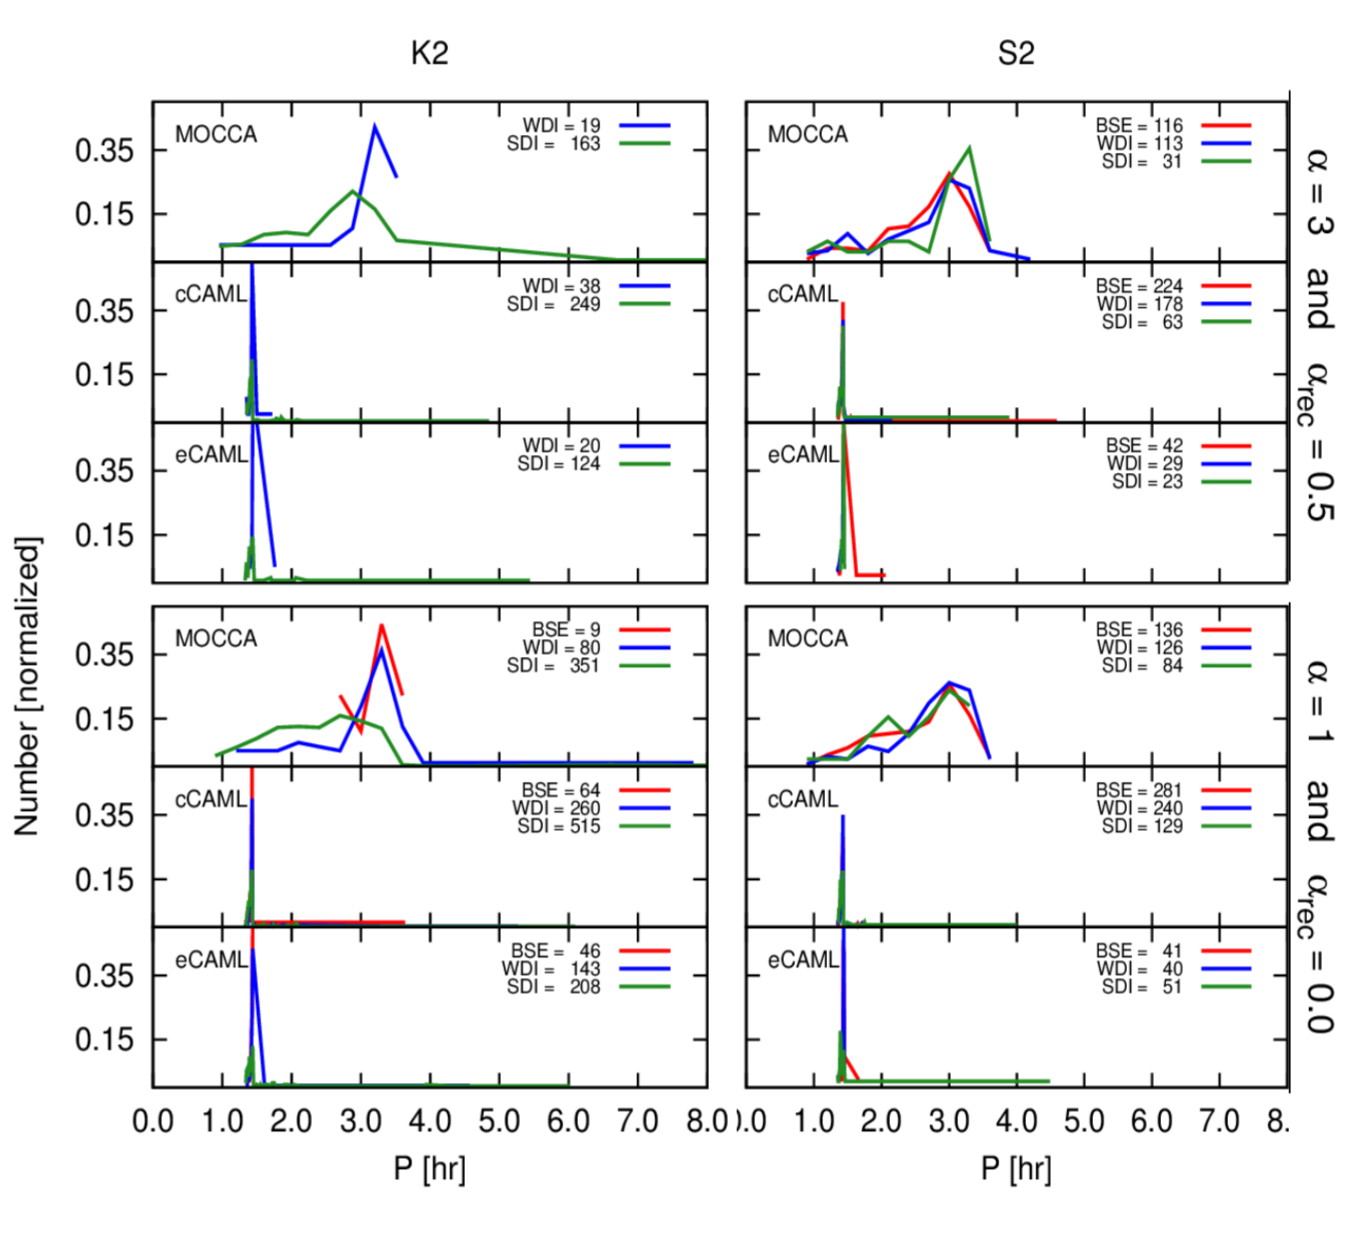 K2
S2
MOCCA
WDI = 19
SDI = 163
0.35
0.15
cCAML
WDI = 38
SDI = 249
0.35
0.15
eCAML
WDI = 20
SDI = 124
0.35
0.15
MOCCA
BSE = 116
WDI = 113
SDI = 31
cCAML
BSE = 224
WDI = 178
SDI = 63
eCAML
BSE = 42
WDI = 29
SDI = 23
α = 3 and αrec = 0.5
Number [normalized]
MOCCA
BSE = 9
WDI = 80
SDI = 351
0.35
0.15
cCAML
BSE = 64
WDI = 260
SDI = 515
0.35
0.15
eCAML
BSE = 46
WDI = 143
SDI = 208
0.35
0.15
MOCCA
BSE = 136
WDI = 126
SDI = 84
cCAML
BSE = 281
WDI = 240
SDI = 129
eCAML
BSE = 41
WDI = 40
SDI = 51
α = 1 and αrec = 0.0
0.0 1.0 2.0 3.0 4.0 5.0 6.0 7.0 8.0
0.0 1.0 2.0 3.0 4.0 5.0 6.0 7.0 8.
P [hr]
P [hr]